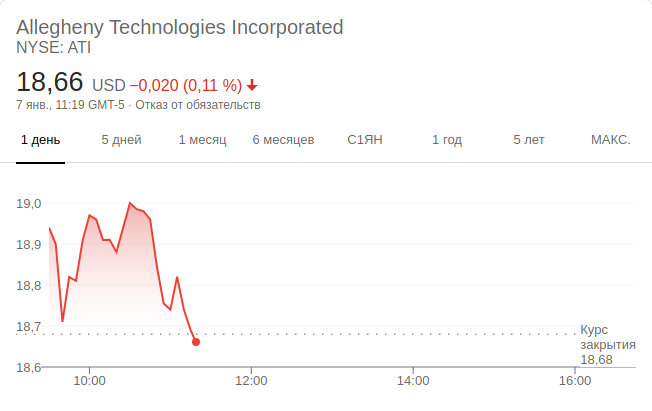 Allegheny Technologies Incorporated
NYSE: ATI
18,66 USD −0,020 (0,11 %)
7 янв., 11:19 GMT-5 · Отказ от обязательств
1 день 5 дней 1 месяц 6 месяцев С1ЯН 1 год 5 лет МАКС.
19,0
18,9
18,8
18,7
Курс
закрытия
18,68
18,6
10:00 12:00 14:00 16:00